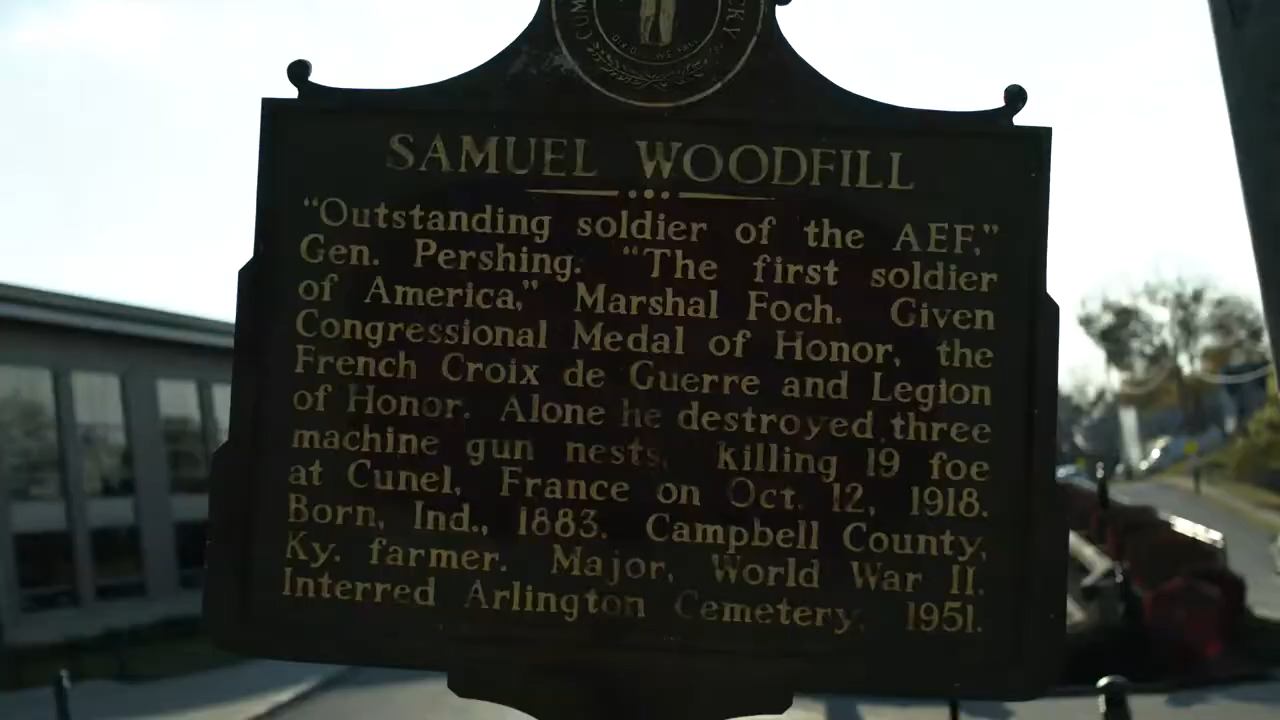 SAMUEL WOODFILL
"Outstanding soldier of the AEF,"
Gen. Pershing. "The first soldier
of America," Marshal Foch. Given
Congressional Medal of Honor, the
French Croix de Guerre and Legion
of Honor. Alone he destroyed three
machine gun nests, killing 19 foe
at Cunel, France on Oct. 12, 1918.
Born, Ind., 1883. Campbell County,
Ky. farmer. Major, World War II.
Interred Arlington Cemetery, 1951.